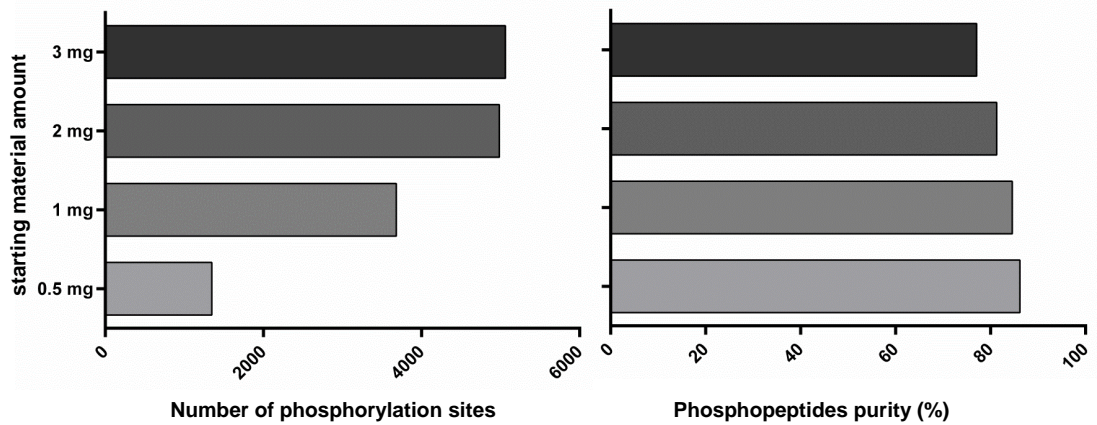 starting material amount
3 mg
2 mg
1 mg
0.5 mg
0
2000
4000
6000
Number of phosphorylation sites
0
20
40
60
80
100
Phosphopeptides purity (%)